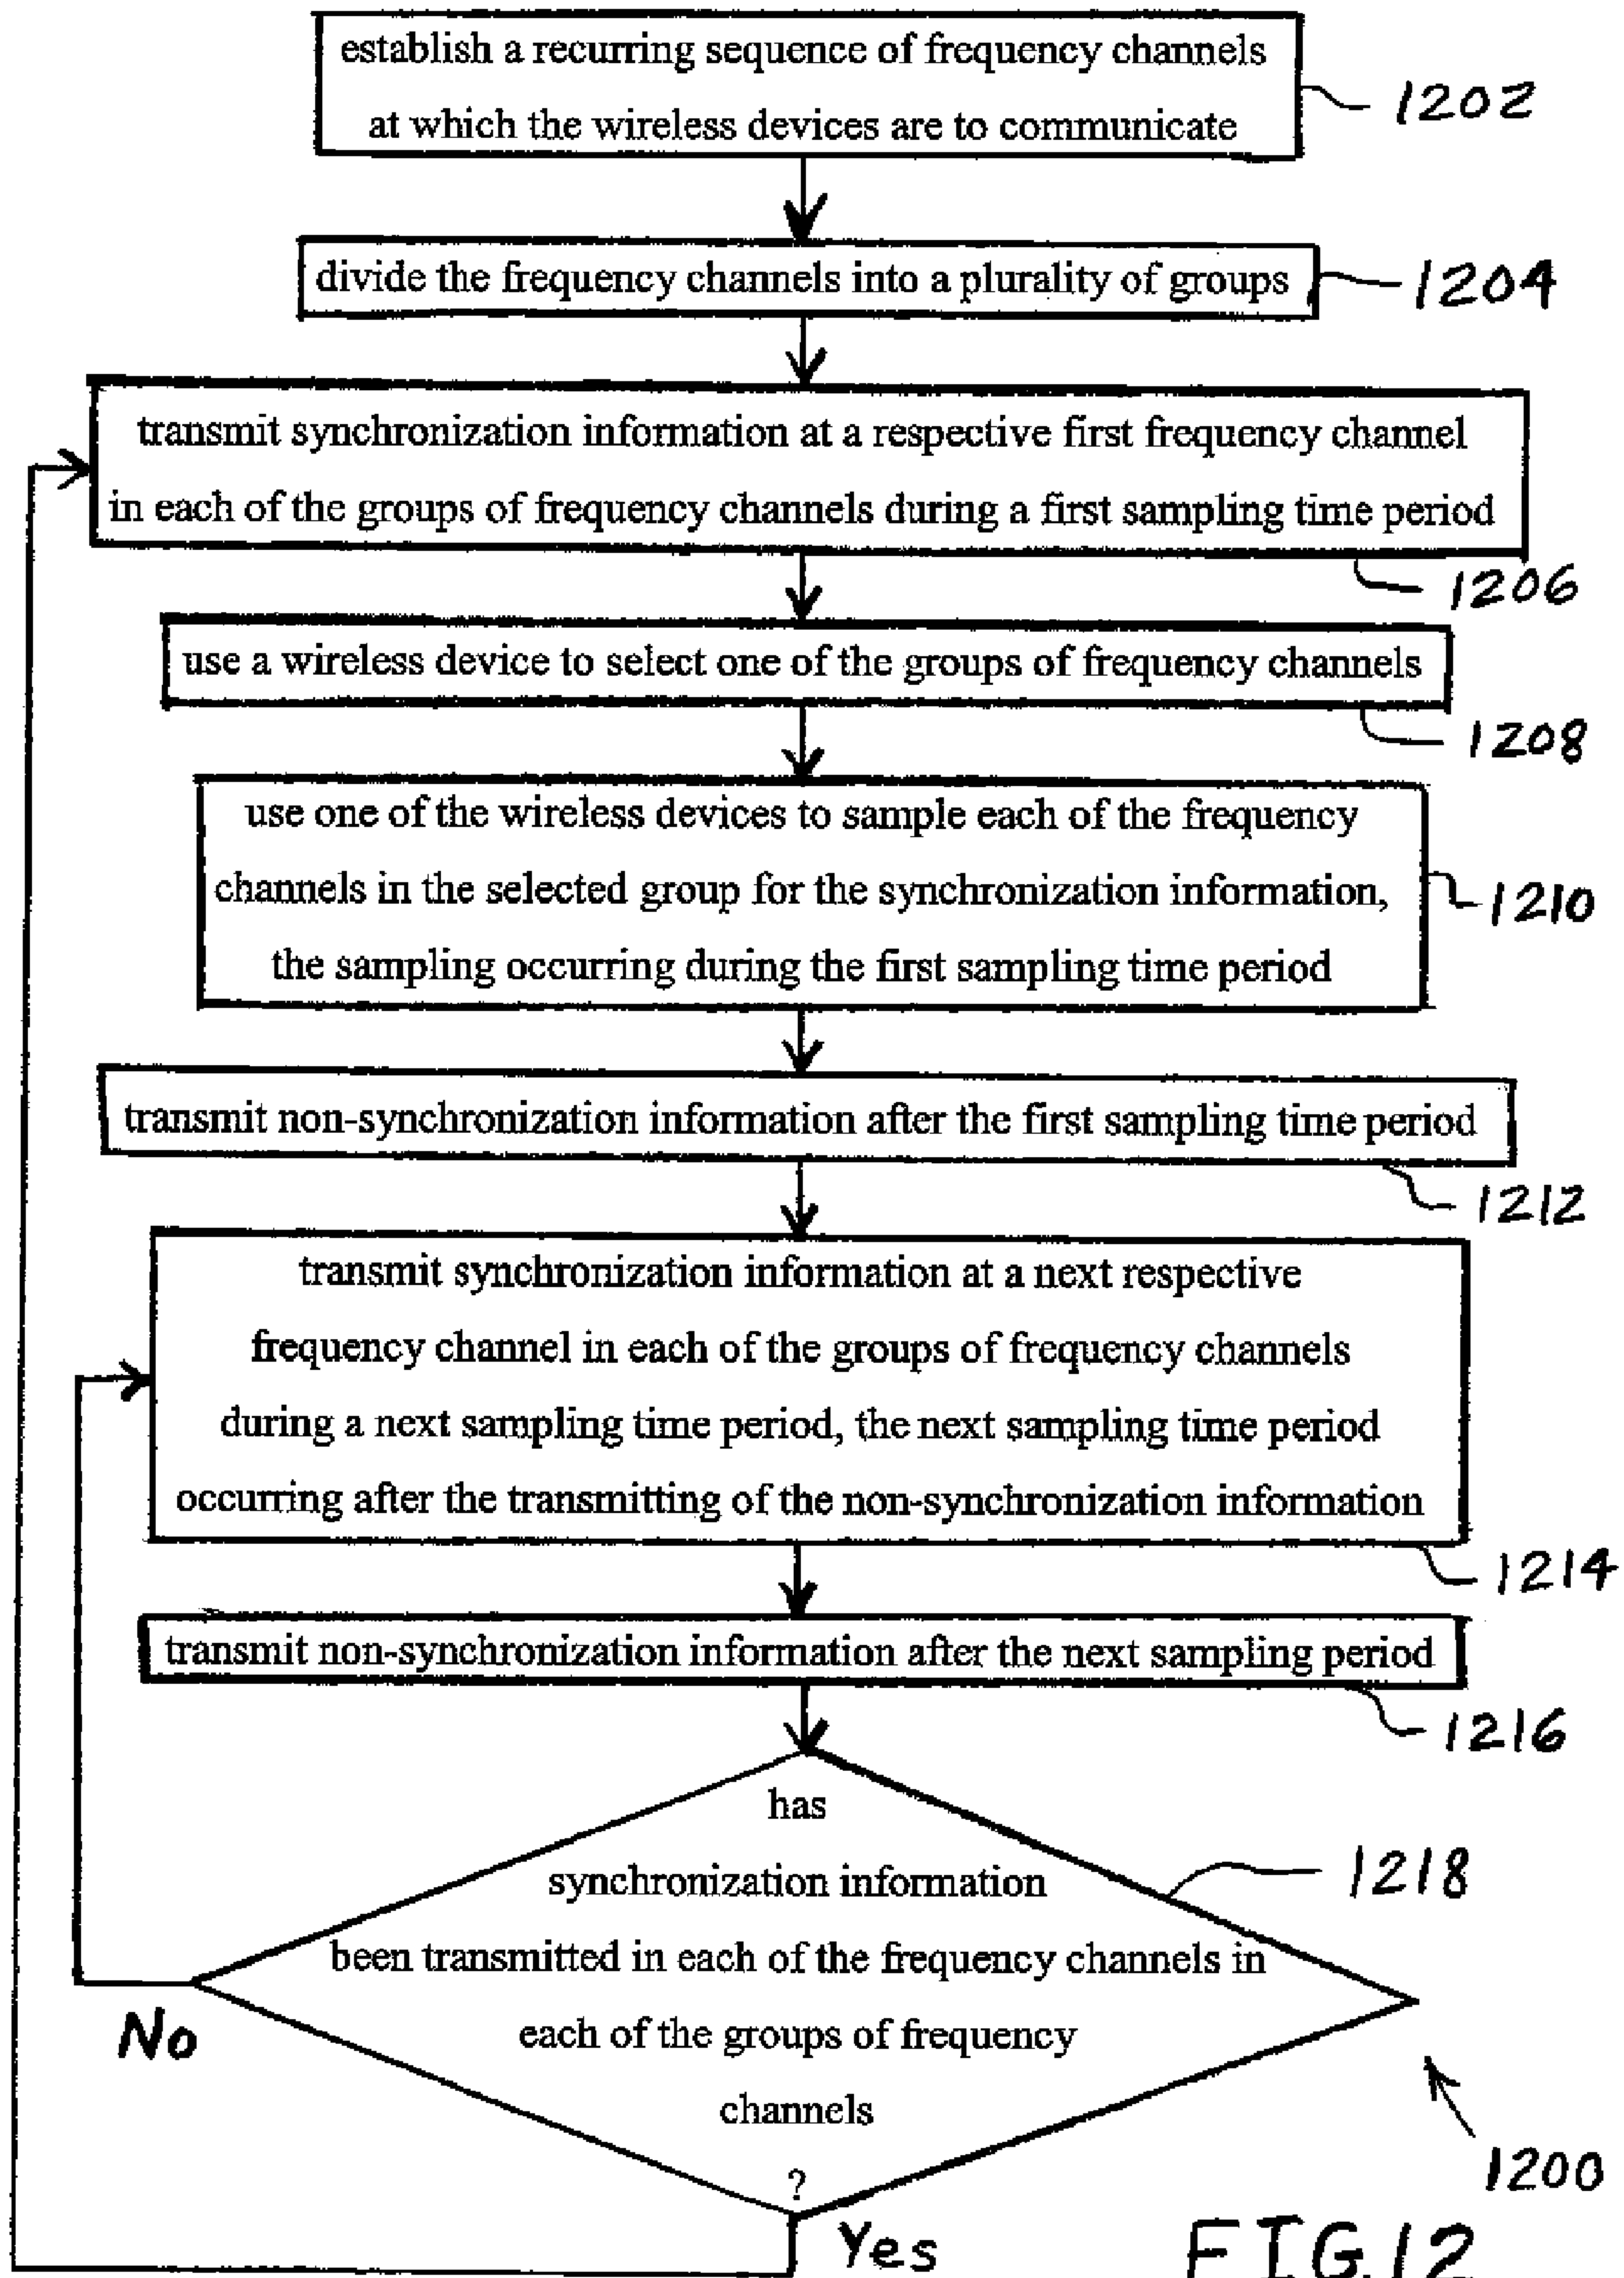 establish a recurring sequence of frequency channels
at which the wireless devices are to communicate
1202
divide the frequency channels into a plurality of groups
1204
transmit synchronization information at a respective first frequency channel
in each of the groups of frequency channels during a first sampling time period
1206
use a wireless device to select one of the groups of frequency channels
1208
use one of the wireless devices to sample each of the frequency
channels in the selected group for the synchronization information,
the sampling occurring during the first sampling time period
1210
transmit non-synchronization information after the first sampling time period
1212
transmit synchronization information at a next respective
frequency channel in each of the groups of frequency channels
during a next sampling time period, the next sampling time period
occurring after the transmitting of the non-synchronization information
1214
transmit non-synchronization information after the next sampling period
1216
has
synchronization information
been transmitted in each of the frequency channels in
each of the groups of frequency
channels
?
1218
No
Yes
1200
FIG.12